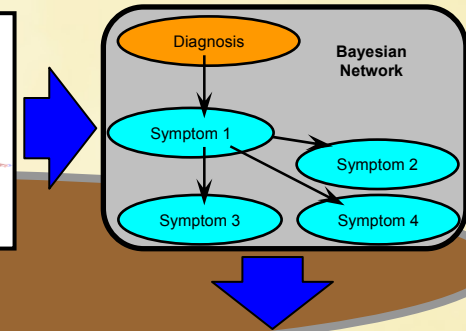 Diagnosis
Bayesian
Network
Symptom 1
Symptom 2
Symptom 3
Symptom 4